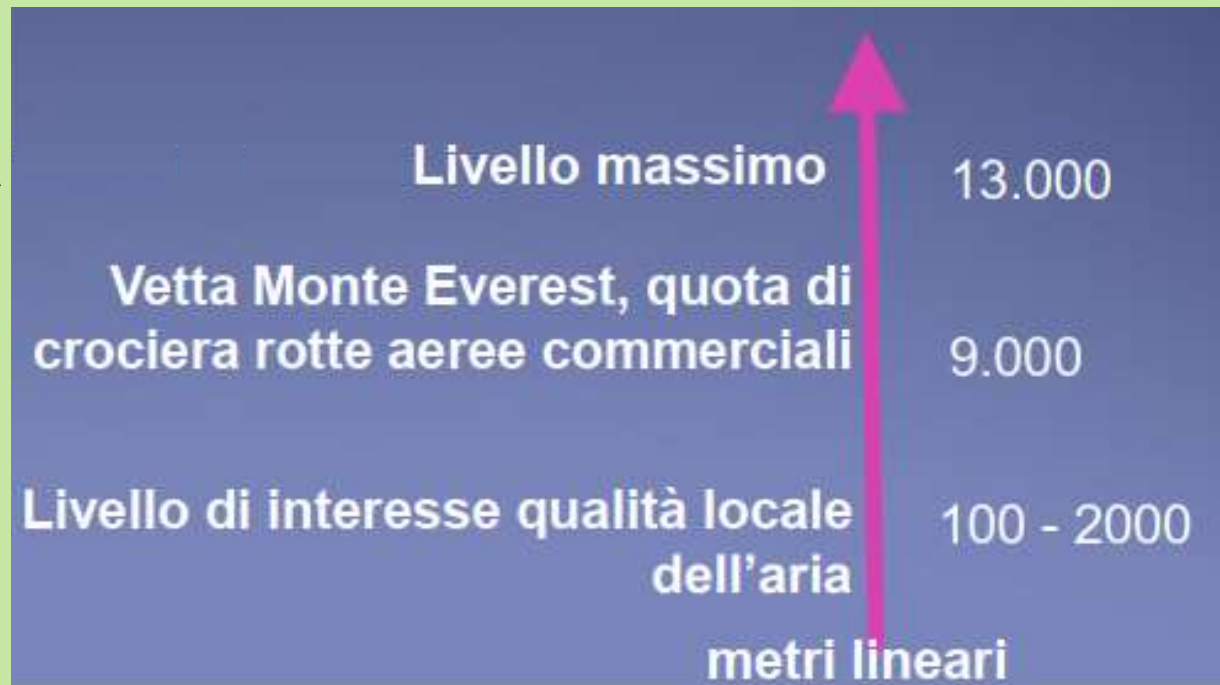 Livello massimo 13.000
Vetta Monte Everest, quota di
crociera rotte aeree commerciali 9.000
Livello di interesse qualità locale 100 - 2000
dell'aria
metri lineari